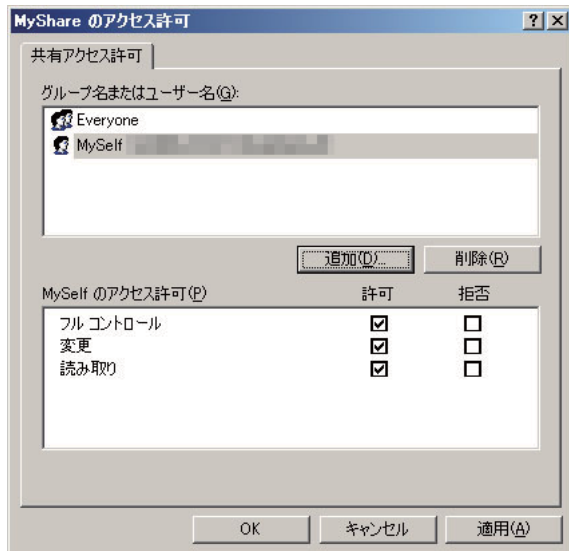 MyShare のアクセス許可
共有アクセス許可
グループ名またはユーザー名(G):
Everyone
MySelf
追加(D)... 削除(R)
MySelf のアクセス許可(P) 許可 拒否
フル コントロール
変更
読み取り
OK キャンセル 適用(A)